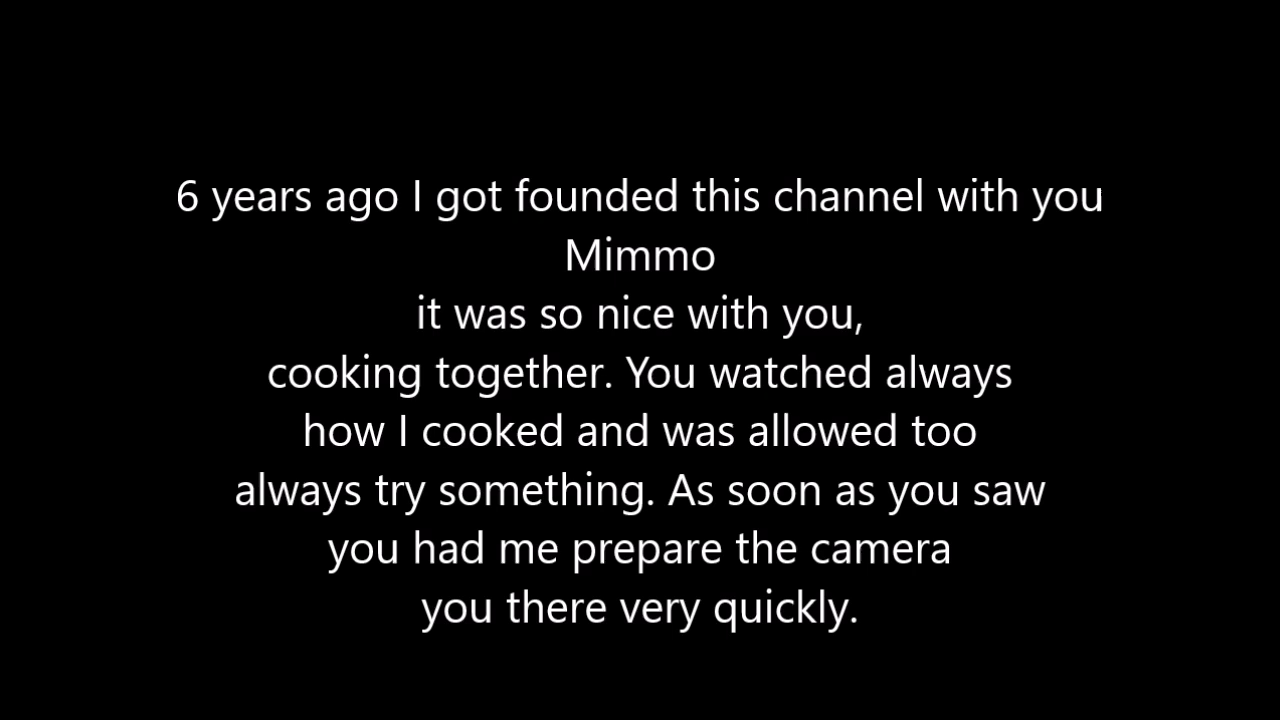 6 years ago I got founded this channel with you
Mimmo
it was so nice with you,
cooking together. You watched always
how I cooked and was allowed too
always try something. As soon as you saw
you had me prepare the camera
you there very quickly.